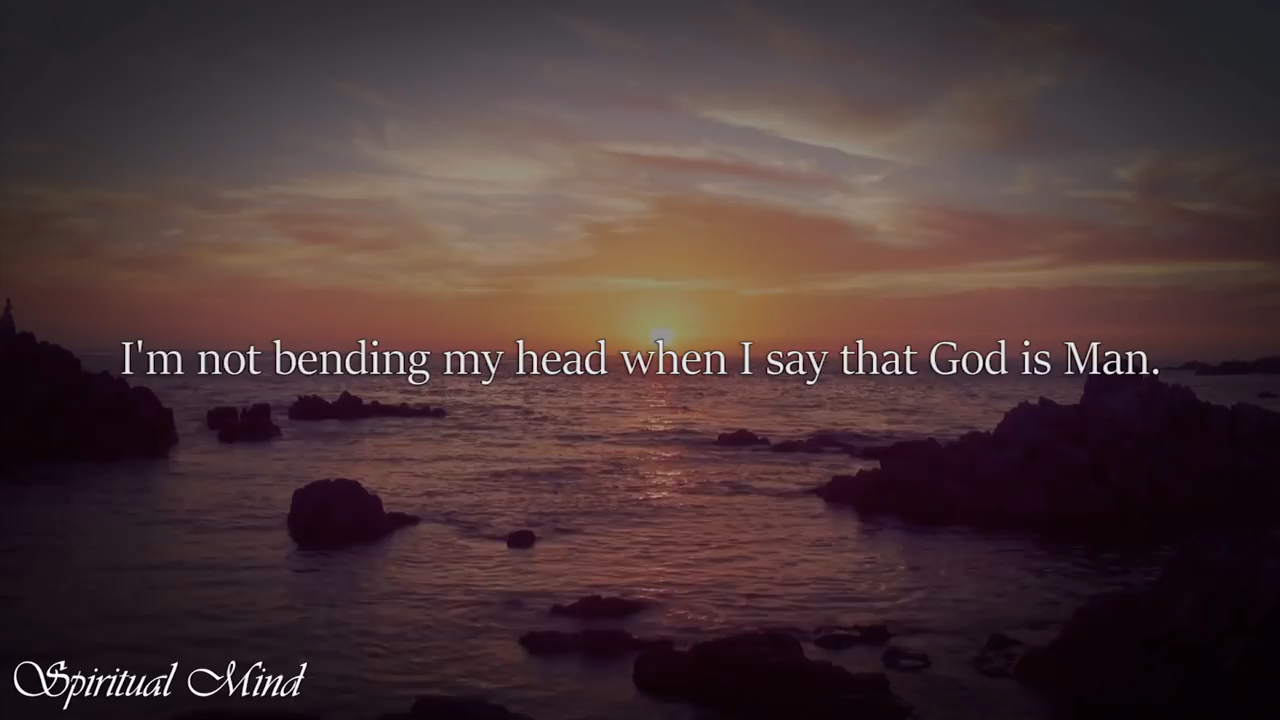 I'm not bending my head when I say that God is Man.
Spiritual Mind